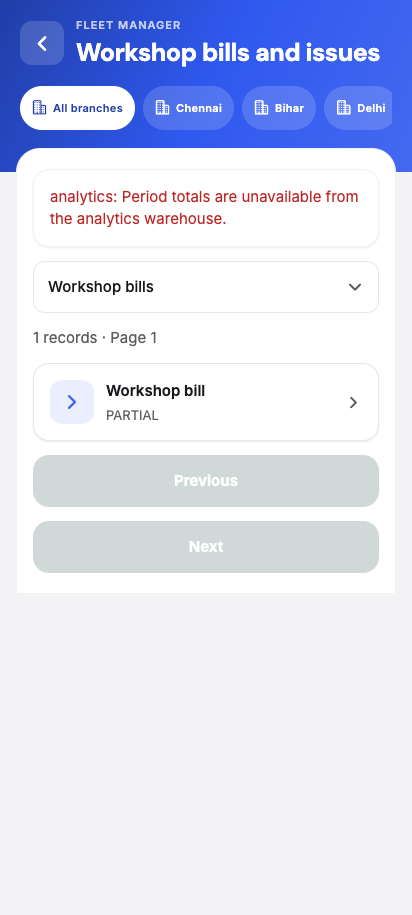 FLEET MANAGER
Workshop bills and issues
All branches
Chennai
Bihar
Delhi
analytics: Period totals are unavailable from
the analytics warehouse.
Workshop bills
1 records · Page 1
Workshop bill
PARTIAL
Previous
Next